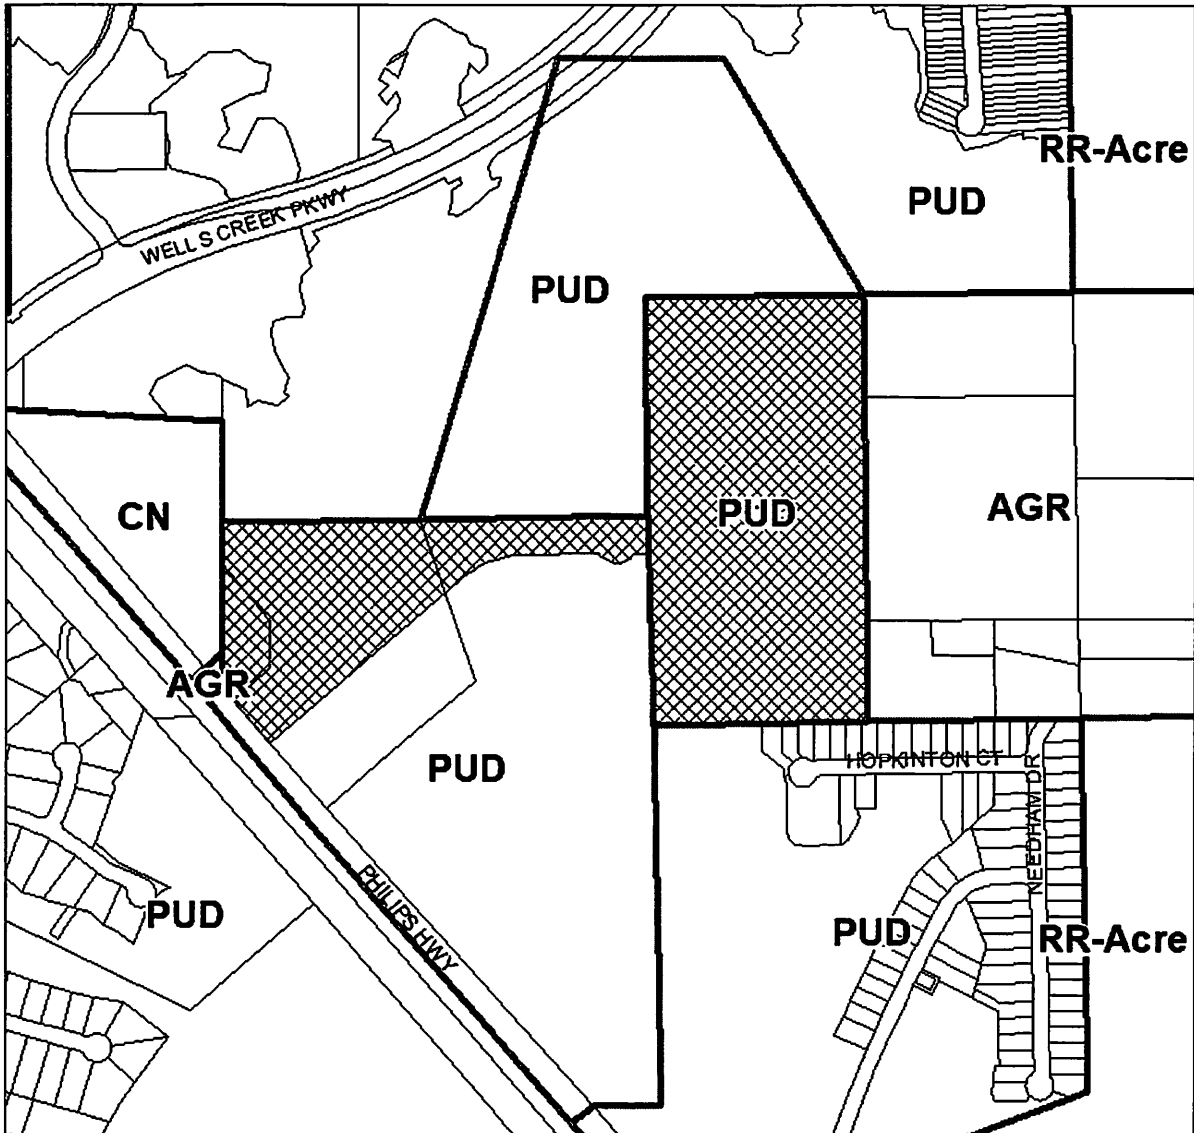 RR-Acre
PUD
WELLS CREEK PKWY
PUD
CN
PUD
AGR
AGR
PUD
HOPKINTON CT
NEEDHAM DR
PHILIPS HWY
PUD
PUD
RR-Acre